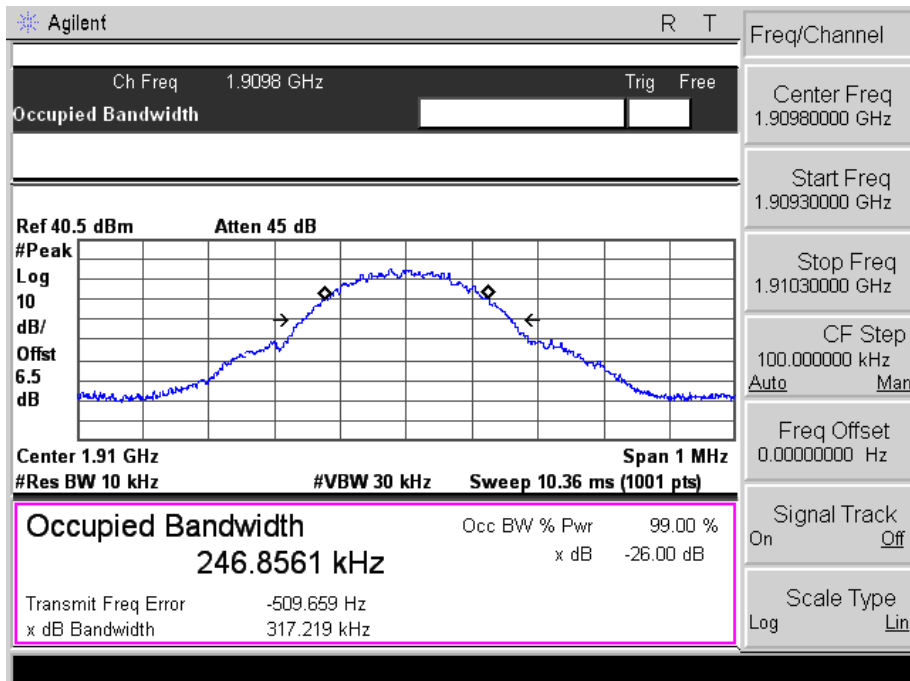 Agilent R T
Ch Freq 1.9098 GHz Trig Free
Occupied Bandwidth
Ref 40.5 dBm Atten 45 dB
#Peak
Log
10
dB/
Offst
6.5
dB
Center 1.91 GHz Span 1 MHz
#Res BW 10 kHz #VBW 30 kHz Sweep 10.36 ms (1001 pts)
Occupied Bandwidth Occ BW % Pwr 99.00 %
246.8561 kHz x dB -26.00 dB
Transmit Freq Error -509.659 Hz
x dB Bandwidth 317.219 kHz
Freq/Channel
Center Freq
1.90980000 GHz
Start Freq
1.90930000 GHz
Stop Freq
1.91030000 GHz
CF Step
100.000000 kHz
Auto Man
Freq Offset
0.00000000 Hz
Signal Track
On Off
Scale Type
Log Lin